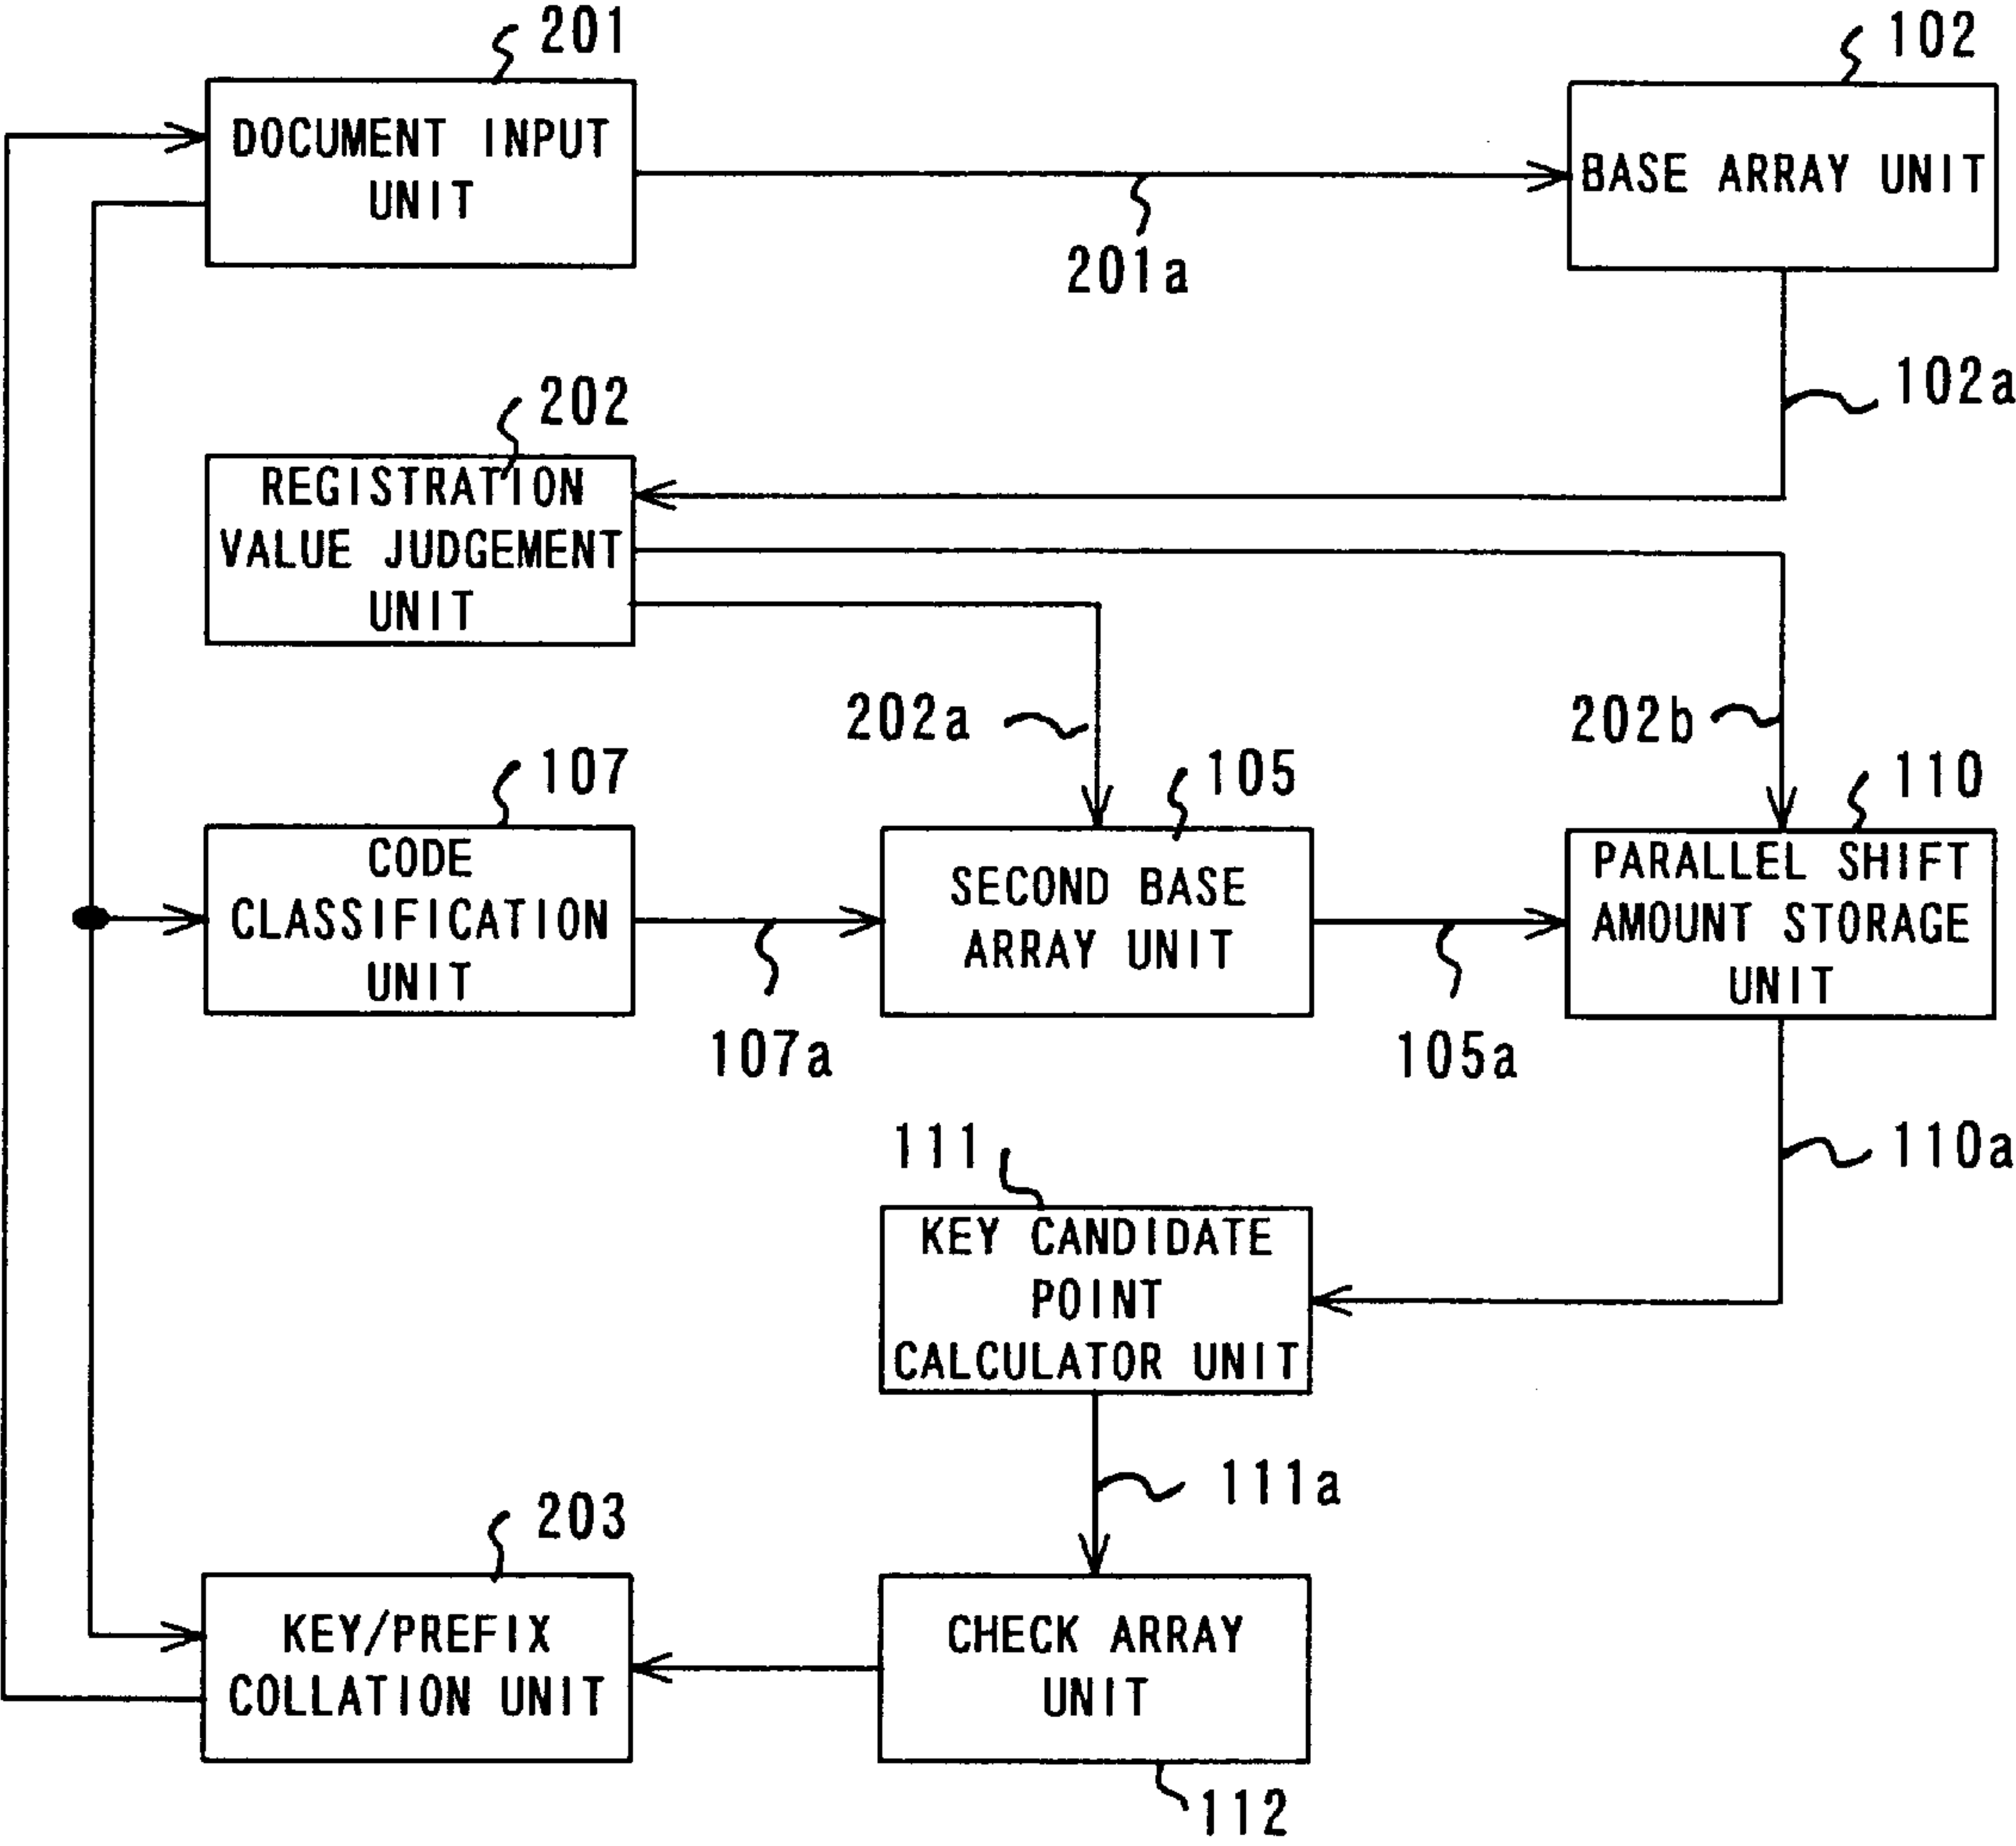 201
102
DOCUMENT INPUT
UNIT
BASE ARRAY UNIT
201a
102a
202
REGISTRATION
VALUE JUDGEMENT
UNIT
202a
202b
107
105
110
CODE
CLASSIFICATION
UNIT
SECOND BASE
ARRAY UNIT
PARALLEL SHIFT
AMOUNT STORAGE
UNIT
107a
105a
111
110a
KEY CANDIDATE
POINT
CALCULATOR UNIT
111a
203
KEY/PREFIX
COLLATION UNIT
CHECK ARRAY
UNIT
112